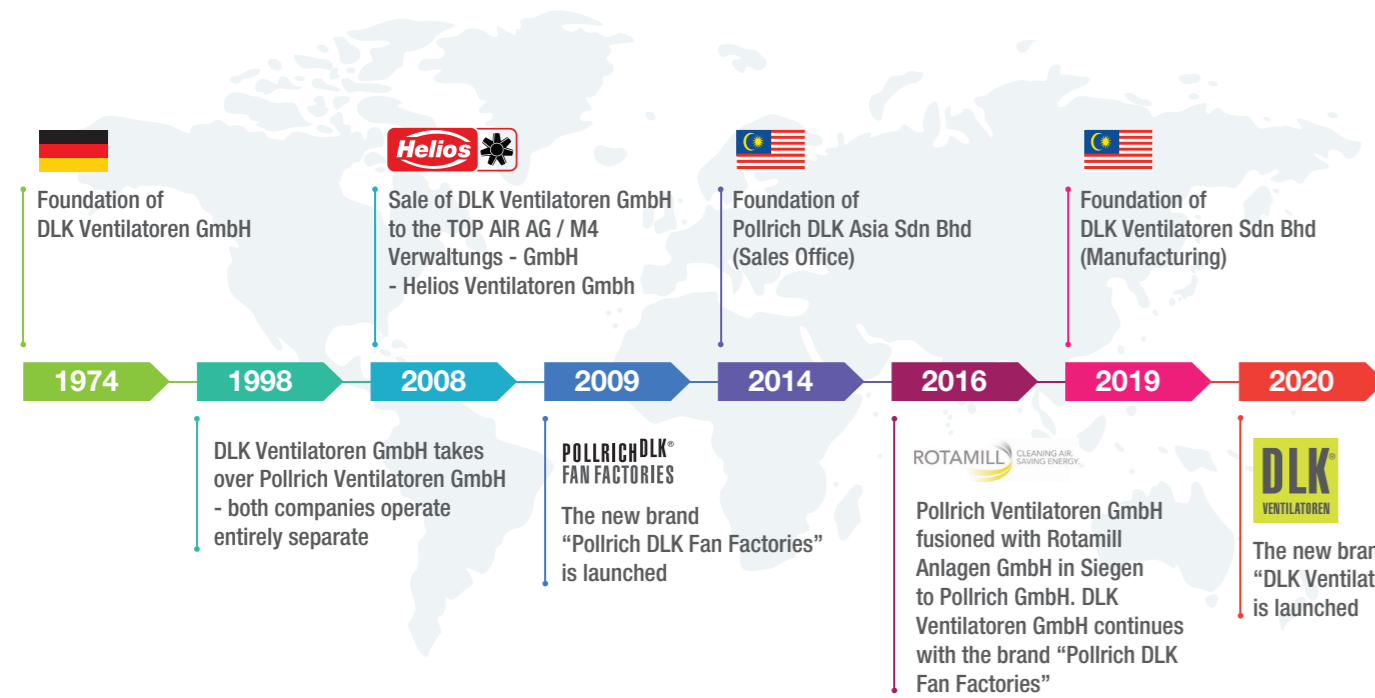 Helios
Foundation of
DLK Ventilatoren GmbH
Sale of DLK Ventilatoren GmbH
to the TOP AIR AG / M4
Verwaltungs - GmbH
- Helios Ventilatoren Gmbh
Foundation of
Pollrich DLK Asia Sdn Bhd
(Sales Office)
Foundation of
DLK Ventilatoren Sdn Bhd
(Manufacturing)
1974
1998
2008
2009
2014
2016
2019
2020
DLK Ventilatoren GmbH takes
over Pollrich Ventilatoren GmbH
- both companies operate
entirely separate
POLLRICH DLK®
FAN FACTORIES
The new brand
“Pollrich DLK Fan Factories”
is launched
ROTAMILL
CLEANING AIR.
SAVING ENERGY.
Pollrich Ventilatoren GmbH
fusioned with Rotamill
Anlagen GmbH in Siegen
to Pollrich GmbH. DLK
Ventilatoren GmbH continues
with the brand “Pollrich DLK
Fan Factories”
DLK®
VENTILATOREN
The new bran
“DLK Ventilat
is launched